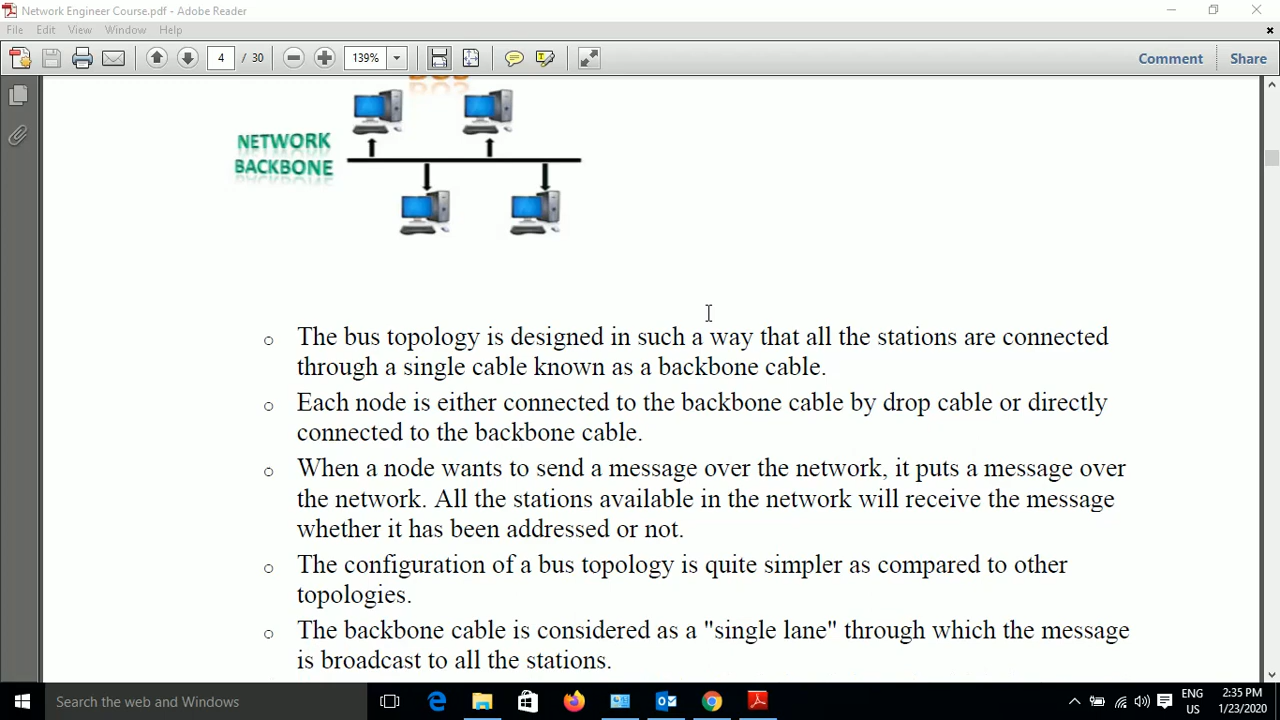 Network Engineer Course.pdf - Adobe Reader
File Edit View Window Help
4 / 30 139% Comment Share
NETWORK
BACKBONE
The bus topology is designed in such a way that all the stations are connected
through a single cable known as a backbone cable.
Each node is either connected to the backbone cable by drop cable or directly
connected to the backbone cable.
When a node wants to send a message over the network, it puts a message over
the network. All the stations available in the network will receive the message
whether it has been addressed or not.
The configuration of a bus topology is quite simpler as compared to other
topologies.
The backbone cable is considered as a "single lane" through which the message
is broadcast to all the stations.
Search the web and Windows
ENG
US
2:35 PM
1/23/2020